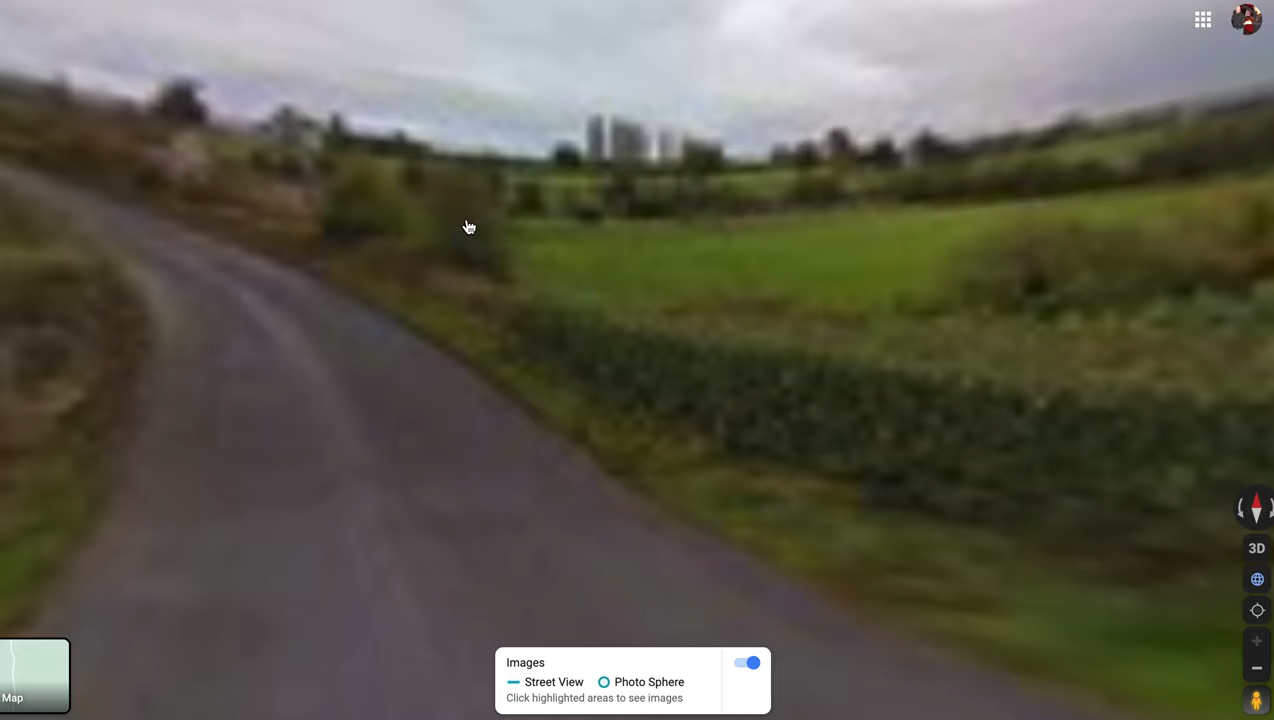 3D
Images
Street View
Photo Sphere
Click highlighted areas to see images
Map